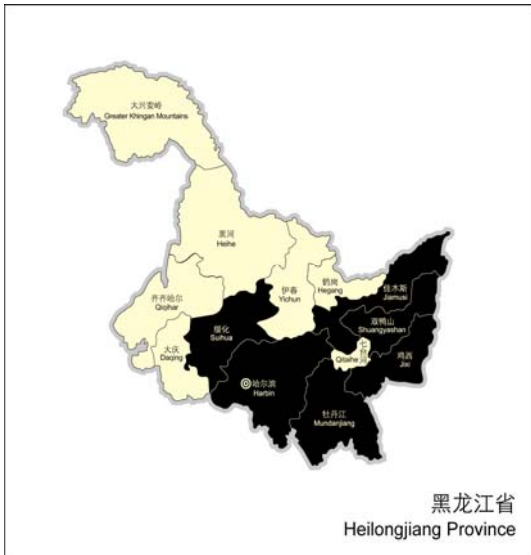 大兴安岭
Greater Khingan Mountains
黑河
Heihe
伊春
Yichun
鹤岗
Hegang
佳木斯
Jiamusi
齐齐哈尔
Qiqihar
双鸭山
Shuangyashan
绥化
Suihua
大庆
Daqing
七台河
Qitaihe
鸡西
Jixi
哈尔滨
Harbin
牡丹江
Mundanjiang
黑龙江省
Heilongjiang Province